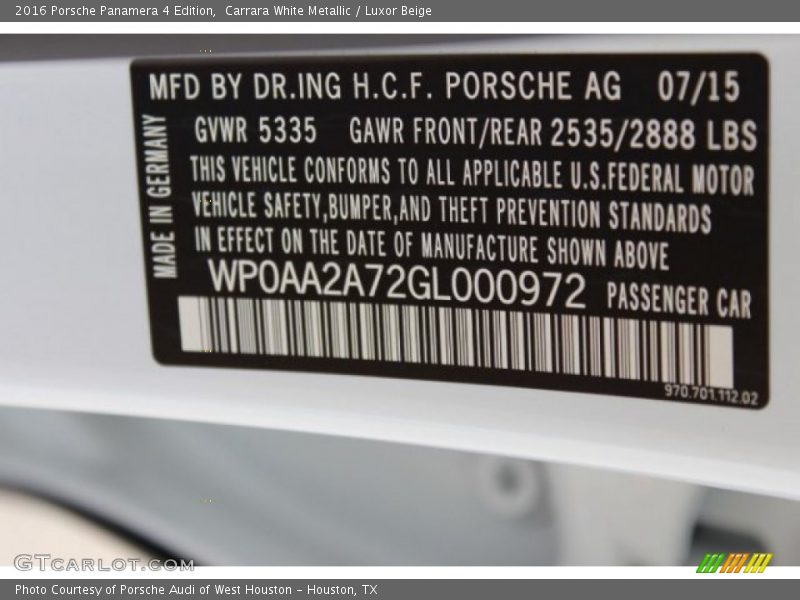 2016 Porsche Panamera 4 Edition,  Carrara White Metallic / Luxor Beige
MFD BY DR.ING H.C.F. PORSCHE AG 07/15
GVWR 5335 GAWR FRONT/REAR 2535/2888 LBS
THIS VEHICLE CONFORMS TO ALL APPLICABLE U.S.FEDERAL MOTOR
VEHICLE SAFETY,BUMPER,AND THEFT PREVENTION STANDARDS
IN EFFECT ON THE DATE OF MANUFACTURE SHOWN ABOVE
WP0AA2A72GL000972 PASSENGER CAR
970.701.112.02
MADE IN GERMANY
GTCARLOT.COM
Photo Courtesy of Porsche Audi of West Houston - Houston, TX